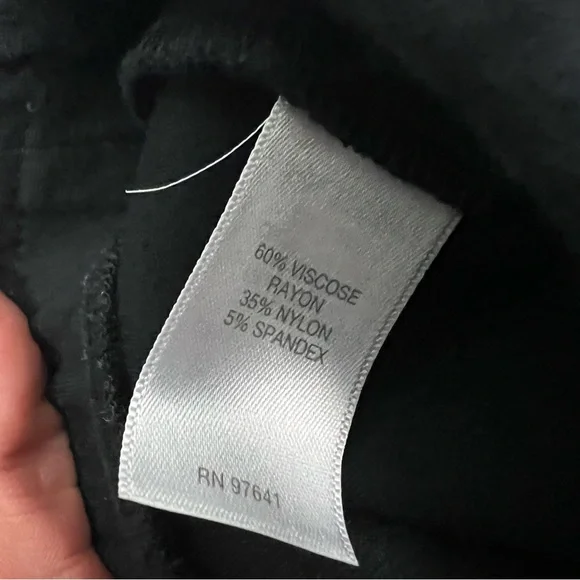 60% VISCOSE
RAYON
35% NYLON
5% SPANDEX
RN 97641